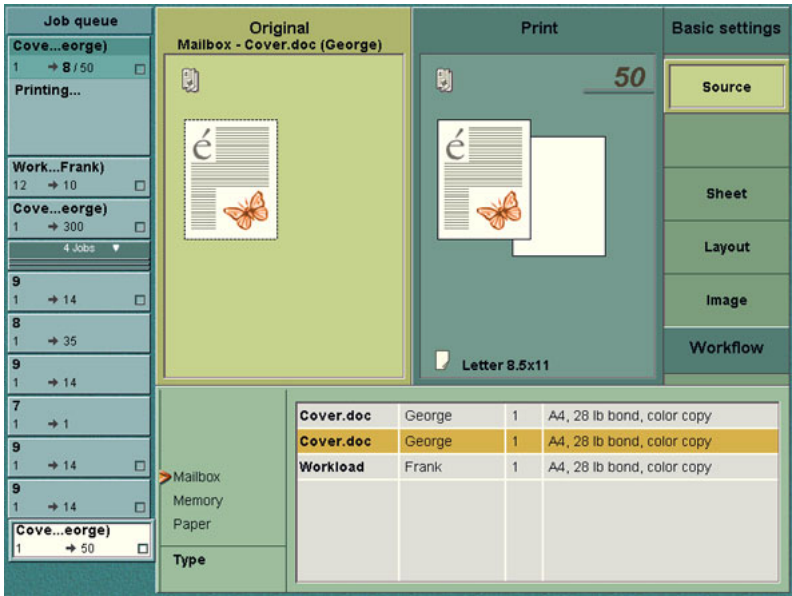 Job queue
Cove...eorge)
1 → 8 / 50
Printing...
Work...Frank)
12 → 10
Cove...eorge)
1 → 300
4 Jobs ▼
9
1 → 14
8
1 → 35
9
1 → 14
7
1 → 1
9
1 → 14
9
1 → 14
Cove...eorge)
1 → 50
Original
Mailbox - Cover.doc (George)
é
Print
50
é
Letter 8.5x11
Basic settings
Source
Sheet
Layout
Image
Workflow
Mailbox
Memory
Paper
Type
Cover.doc George 1 A4, 28 lb bond, color copy
Cover.doc George 1 A4, 28 lb bond, color copy
Workload Frank 1 A4, 28 lb bond, color copy